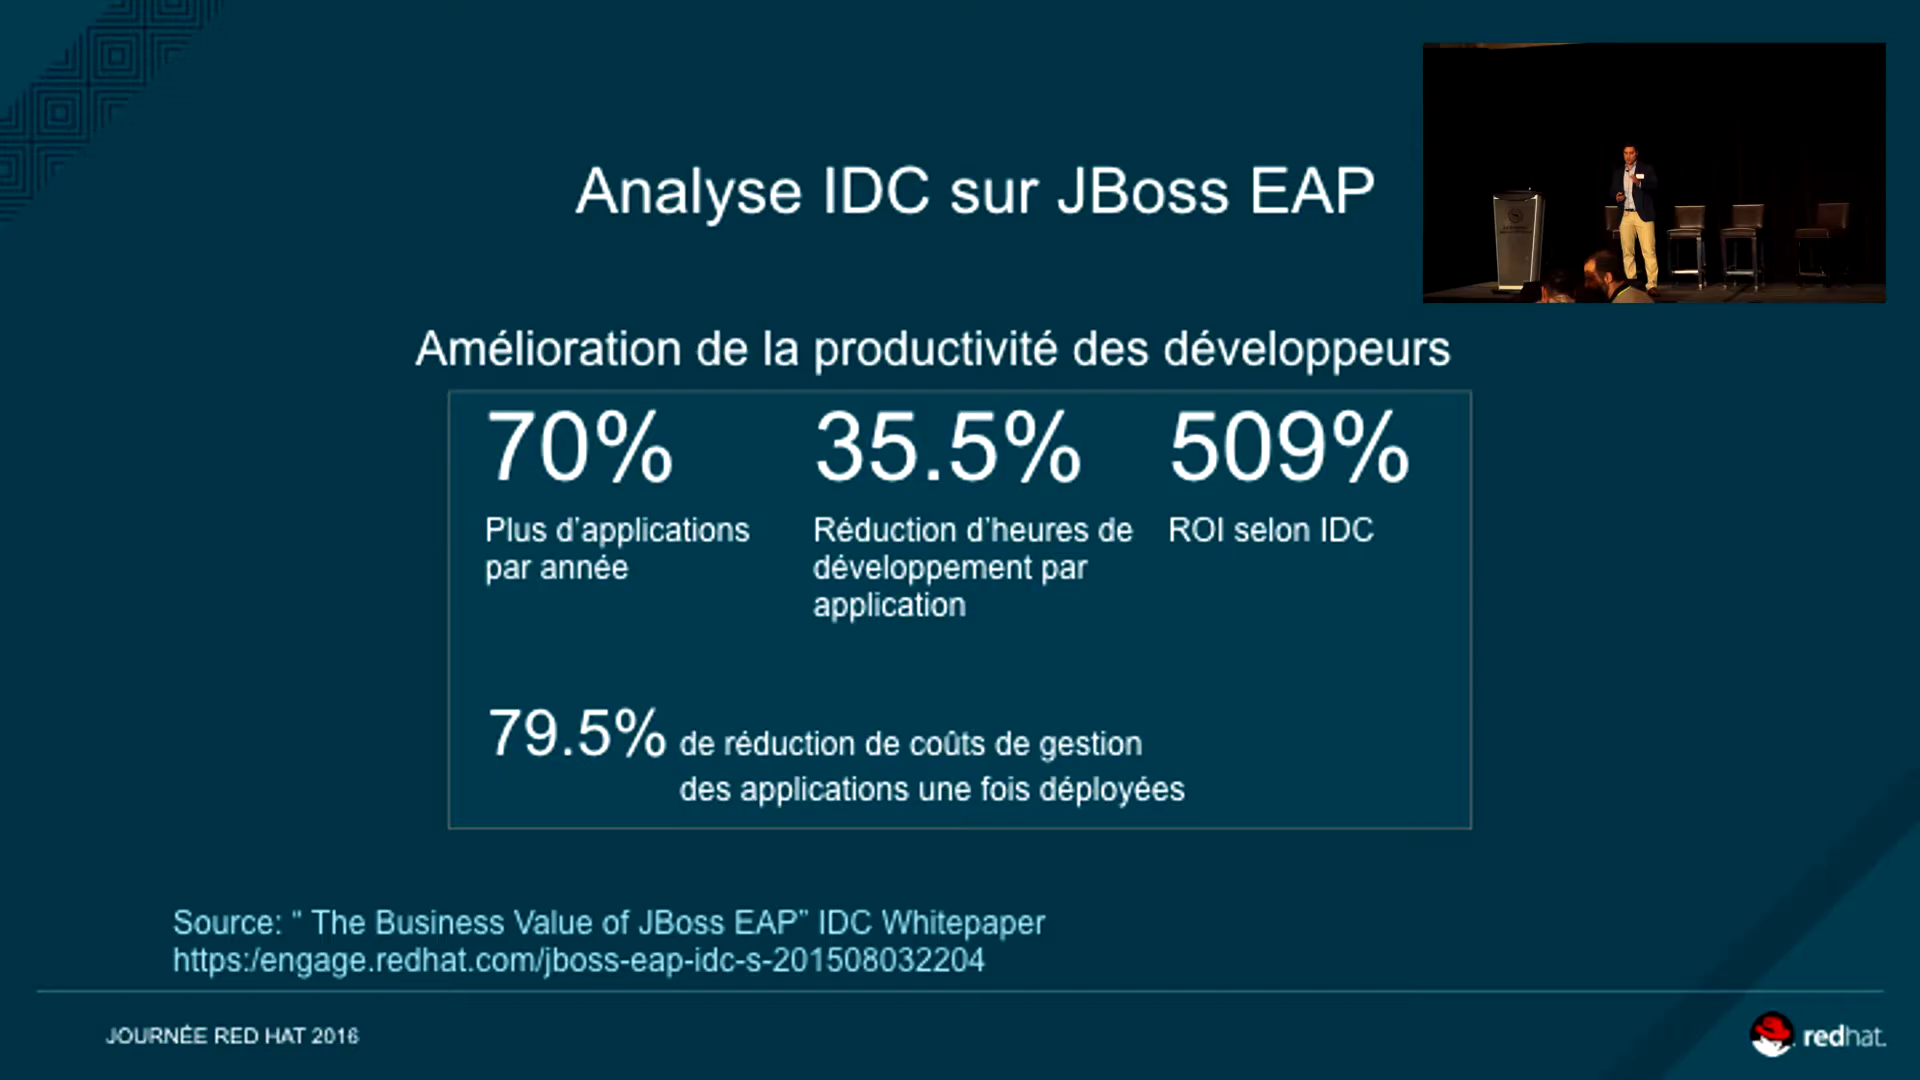 Analyse IDC sur JBoss EAP
Amélioration de la productivité des développeurs
70%
Plus d'applications
par année
35.5%
Réduction d'heures de
développement par
application
509%
ROI selon IDC
79.5% de réduction de coûts de gestion
des applications une fois déployées
Source: “ The Business Value of JBoss EAP” IDC Whitepaper
https:/engage.redhat.com/jboss-eap-idc-s-201508032204
JOURNÉE RED HAT 2016
redhat.